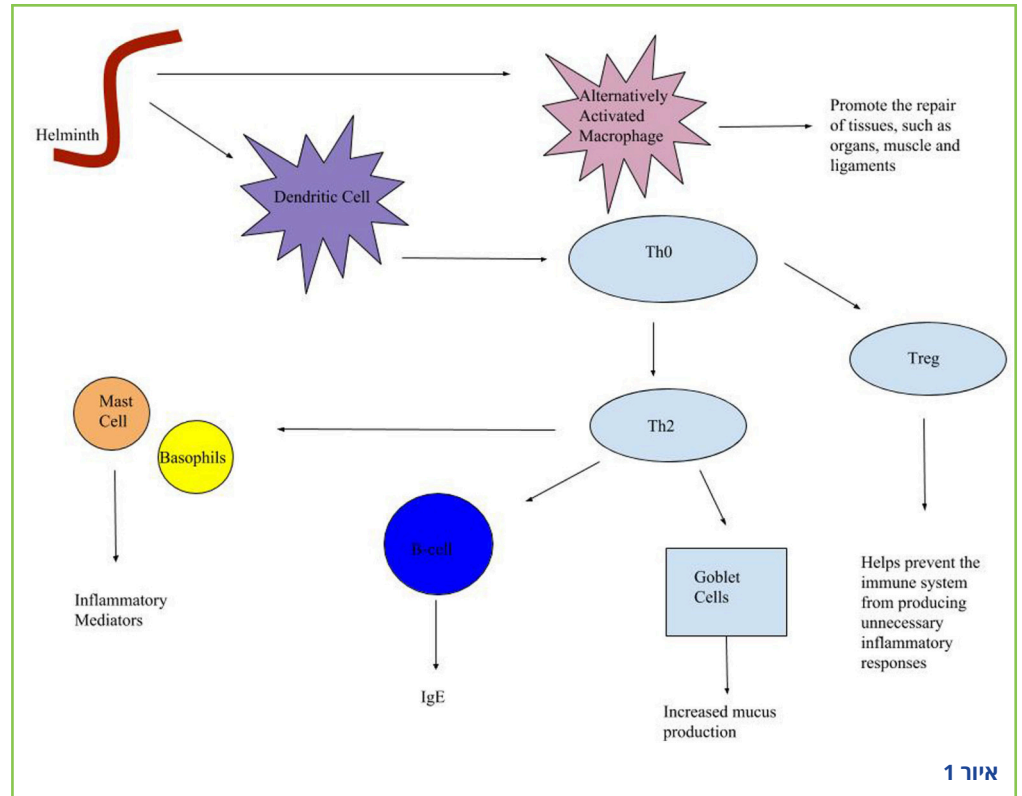 Helminth
Alternatively
Activated
Macrophage
Promote the repair
of tissues, such as
organs, muscle and
ligaments
Dendritic Cell
Th0
Treg
Mast
Cell
Basophils
Th2
B-cell
Goblet
Cells
Helps prevent the
immune system
from producing
unnecessary
inflammatory
responses
Inflammatory
Mediators
IgE
Increased mucus
production
איור 1